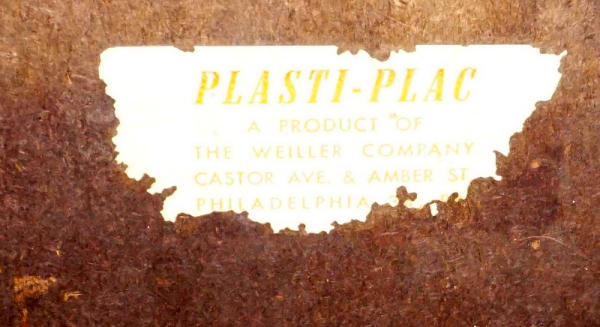 PLASTI-PLAC
A PRODUCT OF
THE WEILLER COMPANY
CASTOR AVE. & AMBER ST
PHILADELPHIA